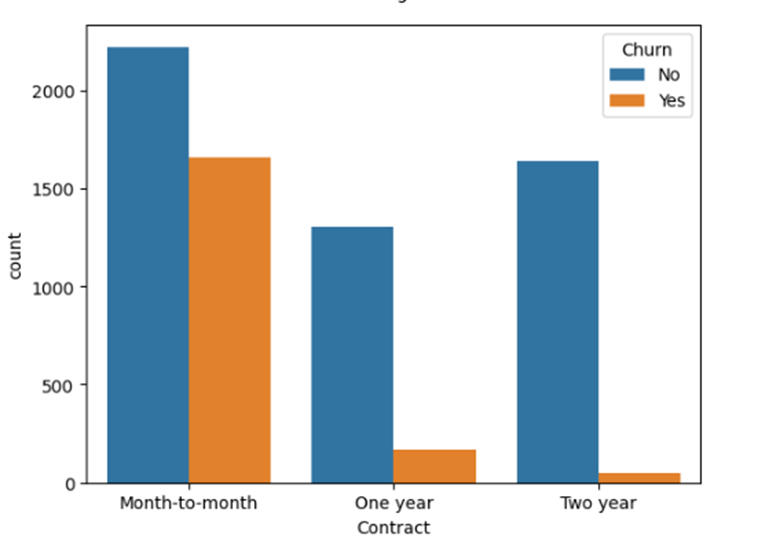 Churn
No
Yes
2000
1500
1000
500
0
count
Month-to-month
One year
Two year
Contract